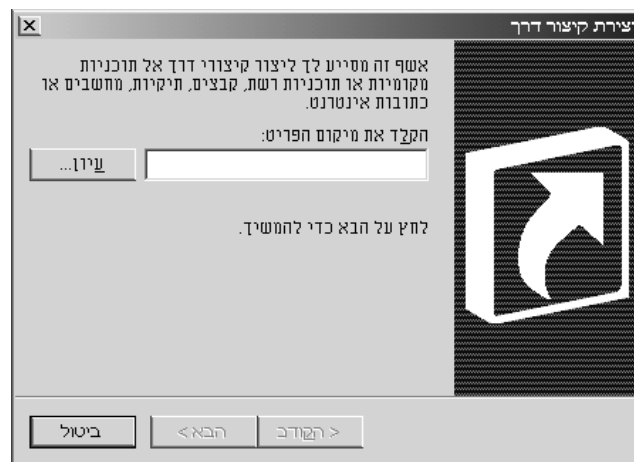 יצירת קיצור דרך
אשף זה מסייע לך ליצור קיצורי דרך אל תוכניות
מקומיות או תוכניות רשת, קבצים, תיקיות, מחשבים או
כתובות אינטרנט.
הקלד את מיקום הפריט:
עיון...
לחץ על הבא כדי להמשיך.
< הקודם
הבא >
ביטול